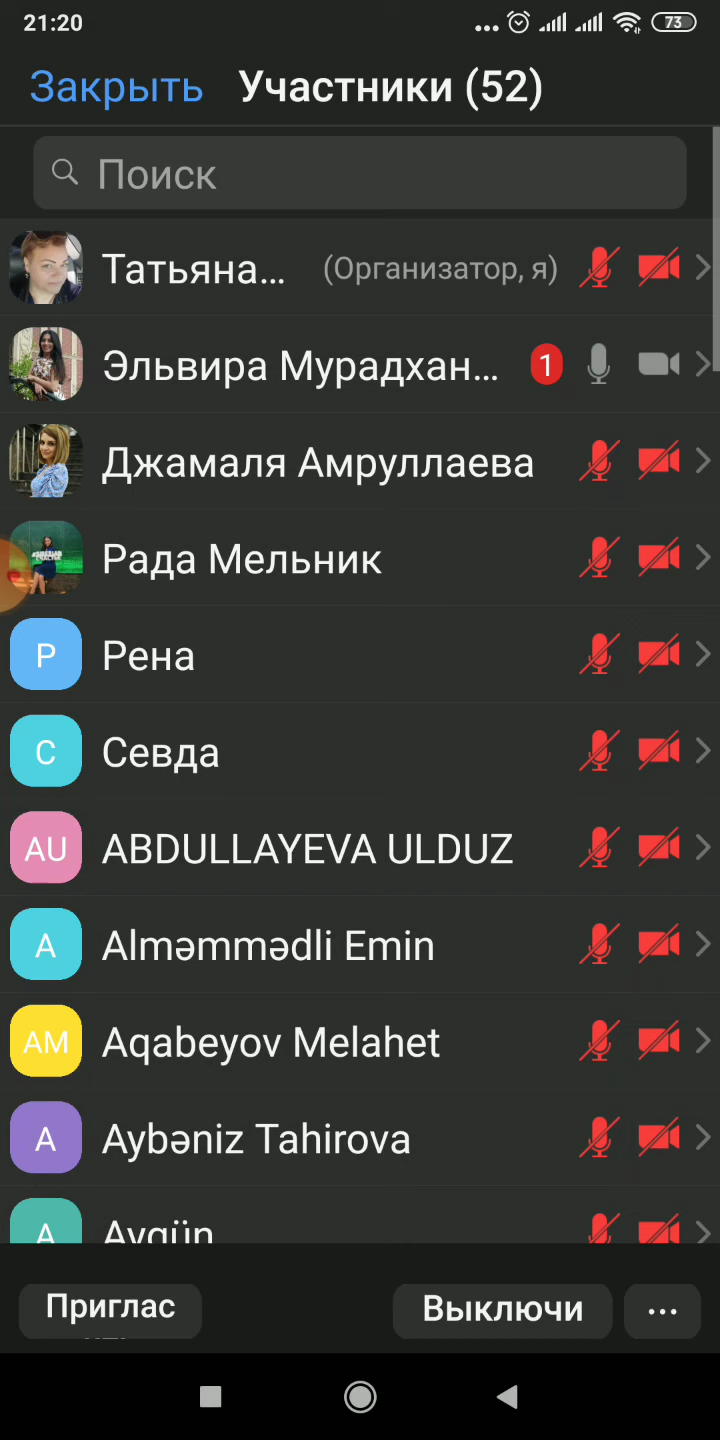 21:20
73
Закрыть Участники (52)
Поиск
Татьяна... (Организатор, я)
Эльвира Мурадхан... 1
Джамаля Амруллаева
Рада Мельник
Р Рена
С Севда
AU ABDULLAYEVA ULDUZ
A Alməmmədli Emin
AM Aqabeyov Melahet
A Aybəniz Tahirova
A Aygün
Приглас Выключи ...